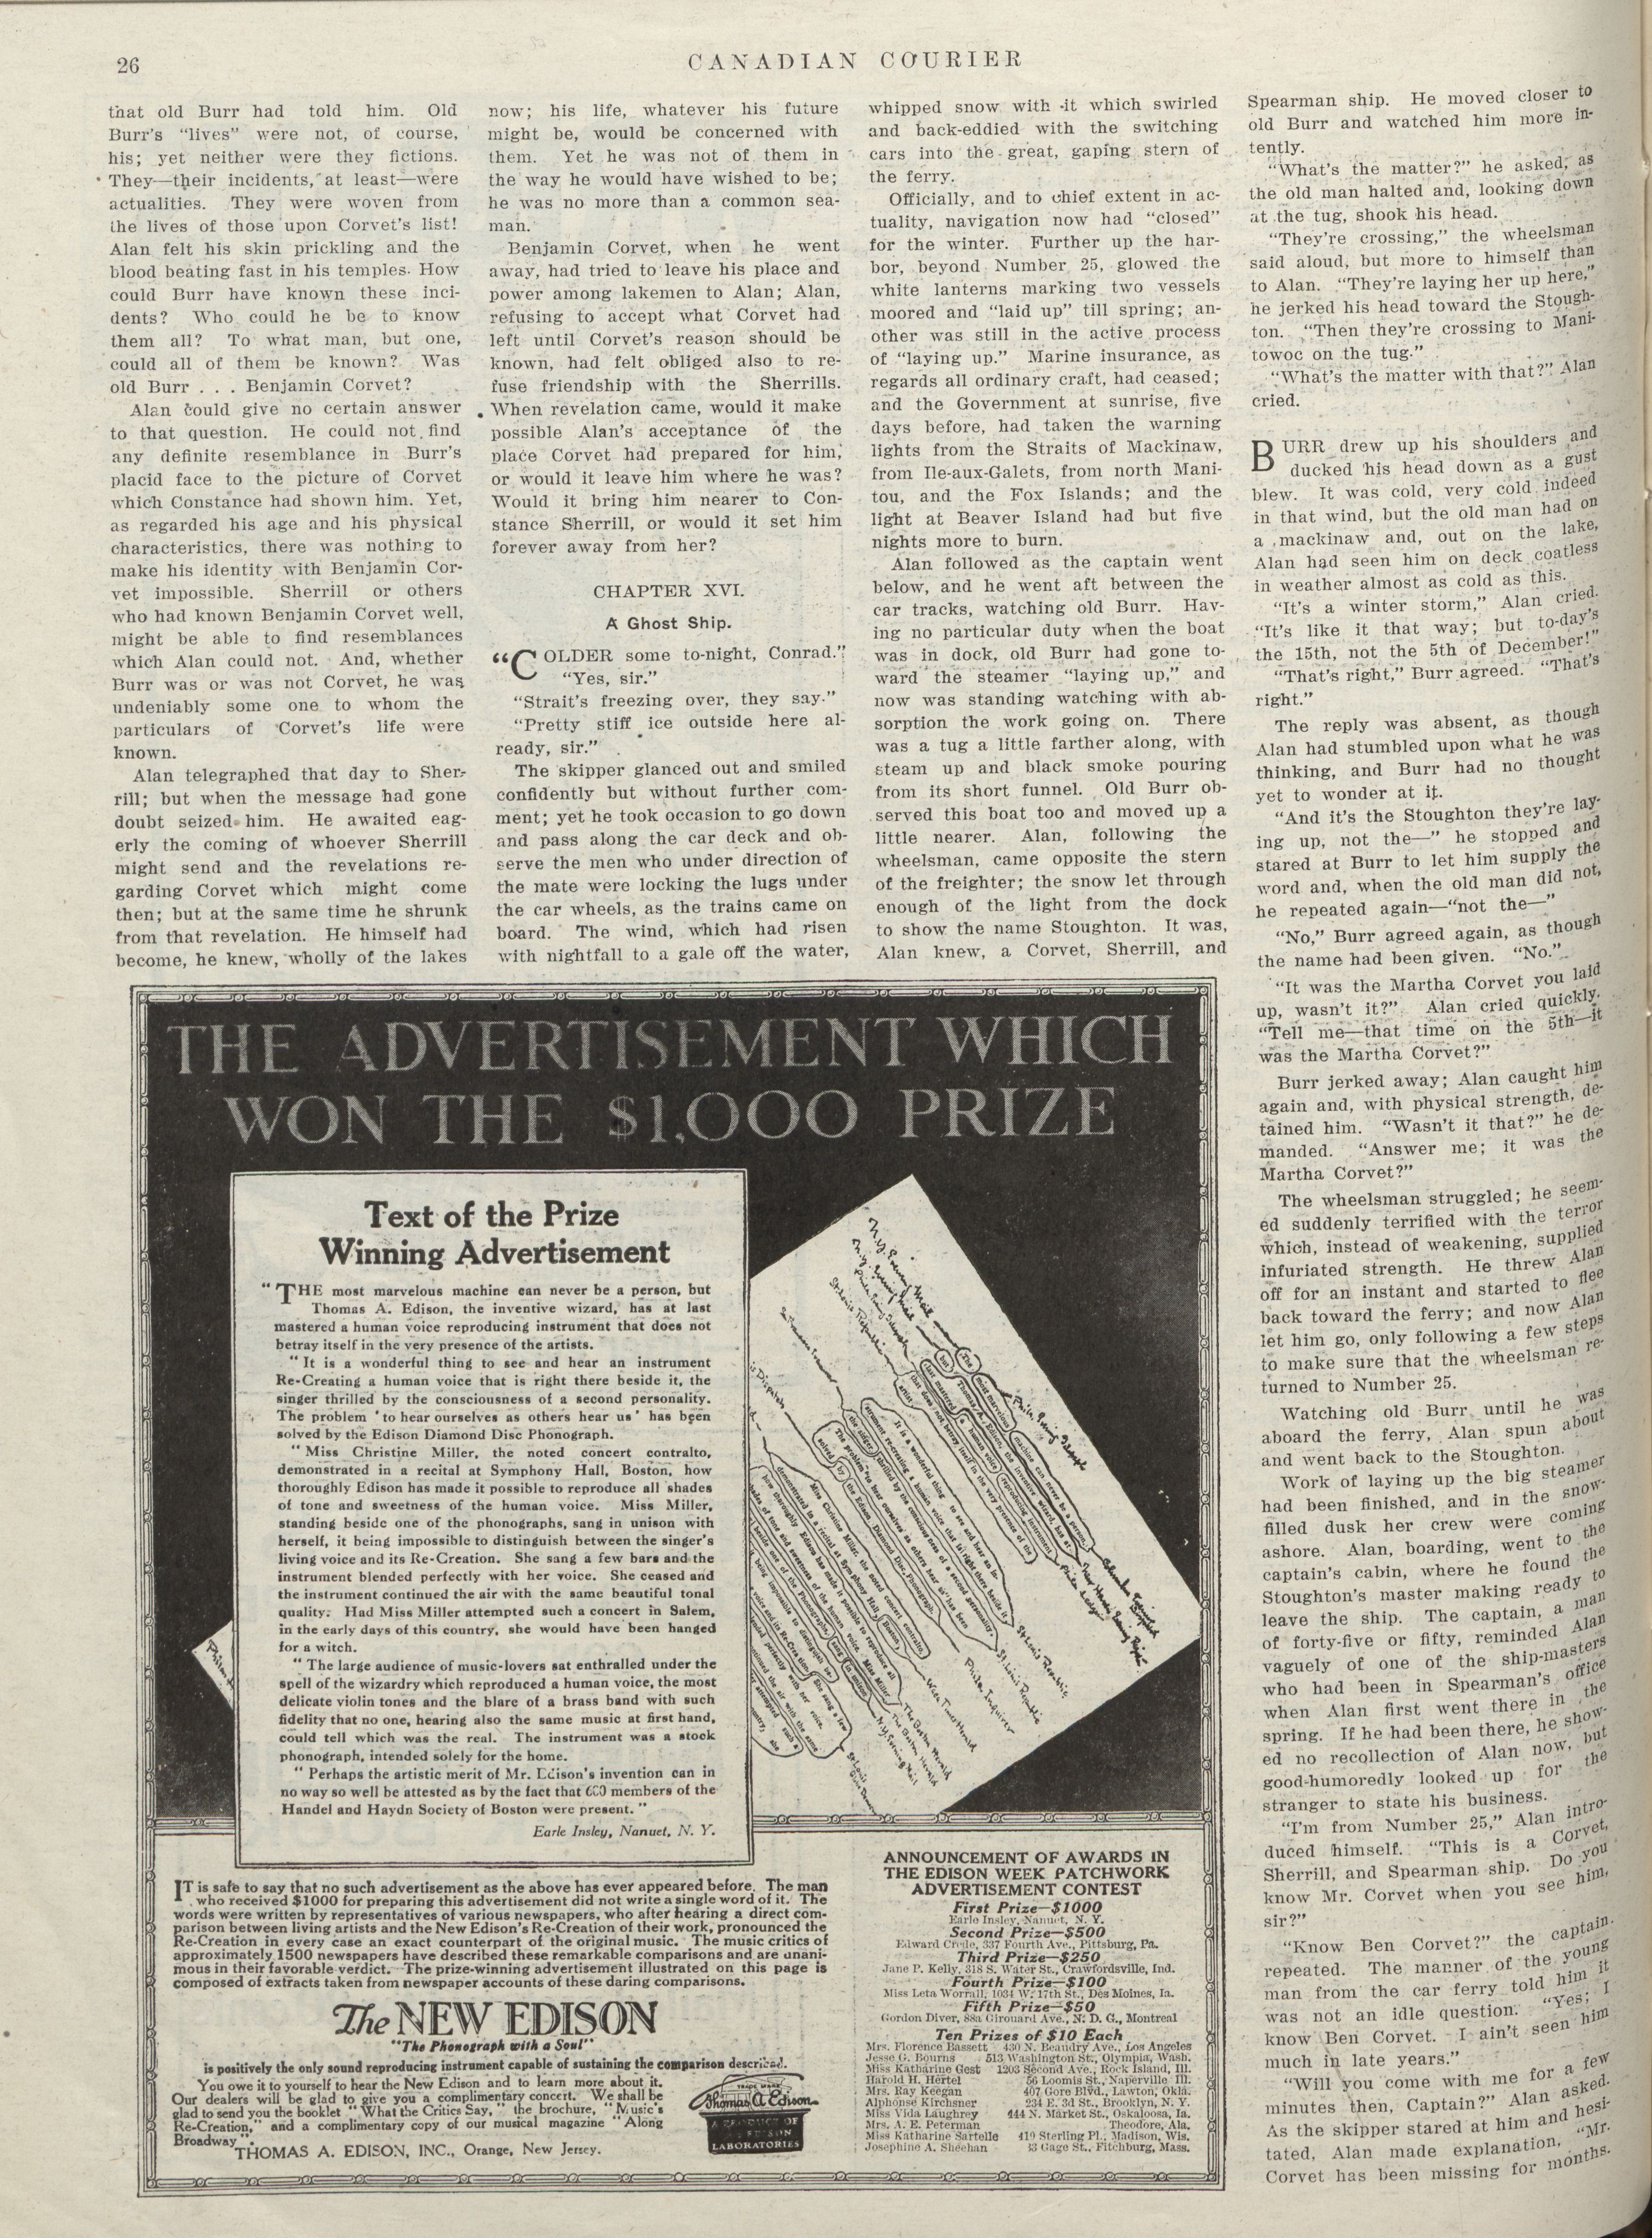 26
CANADIAN COURIER
that old Burr had told him. Old
Burr's "lives" were not, of course,
his; yet neither were they fictions.
They—their incidents, at least—were
actualities. They were woven from
the lives of those upon Corvet's list!
Alan felt his skin prickling and the
blood beating fast in his temples. How
could Burr have known these inci-
dents? Who could he be to know
them all? To what man, but one,
could all of them be known? Was
old Burr . . . Benjamin Corvet?
Alan could give no certain answer
to that question. He could not find
any definite resemblance in Burr's
placid face to the picture of Corvet
which Constance had shown him. Yet,
as regarded his age and his physical
characteristics, there was nothing to
make his identity with Benjamin Cor-
vet impossible. Sherrill or others
who had known Benjamin Corvet well,
might be able to find resemblances
which Alan could not. And, whether
Burr was or was not Corvet, he was
undeniably some one to whom the
particulars of Corvet's life were
known.
Alan telegraphed that day to Sher-
rill; but when the message had gone
doubt seized him. He awaited eag-
erly the coming of whoever Sherrill
might send and the revelations re-
garding Corvet which might come
then; but at the same time he shrunk
from that revelation. He himself had
become, he knew, wholly of the lakes
now; his life, whatever his future
might be, would be concerned with
them. Yet he was not of them in
the way he would have wished to be;
he was no more than a common sea-
man.
Benjamin Corvet, when he went
away, had tried to leave his place and
power among lakemen to Alan; Alan,
refusing to accept what Corvet had
left until Corvet's reason should be
known, had felt obliged also to re-
fuse friendship with the Sherrills.
When revelation came, would it make
possible Alan's acceptance of the
place Corvet had prepared for him,
or would it leave him where he was?
Would it bring him nearer to Con-
stance Sherrill, or would it set him
forever away from her?
CHAPTER XVI.
A Ghost Ship.
"COLDER some to-night, Conrad."
"Yes, sir."
"Strait's freezing over, they say."
"Pretty stiff ice outside here al-
ready, sir."
The skipper glanced out and smiled
confidently but without further com-
ment; yet he took occasion to go down
and pass along the car deck and ob-
serve the men who under direction of
the mate were locking the lugs under
the car wheels, as the trains came on
board. The wind, which had risen
with nightfall to a gale off the water,
whipped snow with it which swirled
and back-eddied with the switching
cars into the great, gaping stern of
the ferry.
Officially, and to chief extent in ac-
tuality, navigation now had "closed"
for the winter. Further up the har-
bor, beyond Number 25, glowed the
white lanterns marking two vessels
moored and "laid up" till spring; an-
other was still in the active process
of "laying up." Marine insurance, as
regards all ordinary craft, had ceased;
and the Government at sunrise, five
days before, had taken the warning
lights from the Straits of Mackinaw,
from Ile-aux-Galets, from north Mani-
tou, and the Fox Islands; and the
light at Beaver Island had but five
nights more to burn.
Alan followed as the captain went
below, and he went aft between the
car tracks, watching old Burr. Hav-
ing no particular duty when the boat
was in dock, old Burr had gone to-
ward the steamer "laying up," and
now was standing watching with ab-
sorption the work going on. There
was a tug a little farther along, with
steam up and black smoke pouring
from its short funnel. Old Burr ob-
served this boat too and moved up a
little nearer. Alan, following the
wheelsman, came opposite the stern
of the freighter; the snow let through
enough of the light from the dock
to show the name Stoughton. It was,
Alan knew, a Corvet, Sherrill, and
Spearman ship. He moved closer to
old Burr and watched him more in-
tently.
"What's the matter?" he asked, as
the old man halted and, looking down
at the tug, shook his head.
"They're crossing," the wheelsman
said aloud, but more to himself than
to Alan. "They're laying her up here,"
he jerked his head toward the Stough-
ton. "Then they're crossing to Mani-
towoc on the tug."
"What's the matter with that?" Alan
cried.
BURR drew up his shoulders and
ducked his head down as a gust
blew. It was cold, very cold indeed
in that wind, but the old man had on
a mackinaw and, out on the lake,
Alan had seen him on deck coatless
in weather almost as cold as this.
"It's a winter storm," Alan cried.
"It's like it that way; but to-day's
the 15th, not the 5th of December!"
"That's right," Burr agreed. "That's
right."
The reply was absent, as though
Alan had stumbled upon what he was
thinking, and Burr had no thought
yet to wonder at it.
"And it's the Stoughton they're lay-
ing up, not the—" he stopped and
stared at Burr to let him supply the
word and, when the old man did not,
he repeated again—"not the—"
"No," Burr agreed again, as though
the name had been given. "No."
"It was the Martha Corvet you laid
up, wasn't it?" Alan cried quickly.
"Tell me—that time on the 5th—it
was the Martha Corvet?"
Burr jerked away; Alan caught him
again and, with physical strength, de-
tained him. "Wasn't it that?" he de-
manded. "Answer me; it was the
Martha Corvet?"
The wheelsman struggled; he seem-
ed suddenly terrified with the terror
which, instead of weakening, supplied
infuriated strength. He threw Alan
off for an instant and started to flee
back toward the ferry; and now Alan
let him go, only following a few steps
to make sure that the wheelsman re-
turned to Number 25.
Watching old Burr until he was
aboard the ferry, Alan spun about
and went back to the Stoughton.
Work of laying up the big steamer
had been finished, and in the snow-
filled dusk her crew were coming
ashore. Alan, boarding, went to the
captain's cabin, where he found the
Stoughton's master making ready to
leave the ship. The captain, a man
of forty-five or fifty, reminded Alan
vaguely of one of the ship-masters
who had been in Spearman's office
when Alan first went there in the
spring. If he had been there, he show-
ed no recollection of Alan now, but
good-humoredly looked up for the
stranger to state his business.
"I'm from Number 25," Alan intro-
duced himself. "This is a Corvet,
Sherrill, and Spearman ship. Do you
know Mr. Corvet when you see him,
sir?"
"Know Ben Corvet?" the captain
repeated. The manner of the young
man from the car ferry told him it
was not an idle question. "Yes; I
know Ben Corvet. I ain't seen him
much in late years."
"Will you come with me for a few
minutes then, Captain?" Alan asked.
As the skipper stared at him and hesi-
tated, Alan made explanation, "Mr.
Corvet has been missing for months.
THE ADVERTISEMENT WHICH
WON THE $1,000 PRIZE
Text of the Prize
Winning Advertisement
"THE most marvelous machine can never be a person, but
Thomas A. Edison, the inventive wizard, has at last
mastered a human voice reproducing instrument that does not
betray itself in the very presence of the artists.
"It is a wonderful thing to see and hear an instrument
Re-Creating a human voice that is right there beside it, the
singer thrilled by the consciousness of a second personality.
The problem 'to hear ourselves as others hear us' has been
solved by the Edison Diamond Disc Phonograph.
"Miss Christine Miller, the noted concert contralto,
demonstrated in a recital at Symphony Hall, Boston, how
thoroughly Edison has made it possible to reproduce all shades
of tone and sweetness of the human voice. Miss Miller,
standing beside one of the phonographs, sang in unison with
herself, it being impossible to distinguish between the singer's
living voice and its Re-Creation. She sang a few bars and the
instrument blended perfectly with her voice. She ceased and
the instrument continued the air with the same beautiful tonal
quality. Had Miss Miller attempted such a concert in Salem,
in the early days of this country, she would have been hanged
for a witch.
"The large audience of music-lovers sat enthralled under the
spell of the wizardry which reproduced a human voice, the most
delicate violin tones and the blare of a brass band with such
fidelity that no one, hearing also the same music at first hand,
could tell which was the real. The instrument was a stock
phonograph, intended solely for the home.
"Perhaps the artistic merit of Mr. Edison's invention can in
no way so well be attested as by the fact that 600 members of the
Handel and Haydn Society of Boston were present."
Earle Insley, Nanuet, N. Y.
N.Y. Evening Mail
N.Y. Evening Mail
St. Louis Republic
Phila. Inquirer
Wash. Times Herald
The Boston Herald
The Boston Herald
N.Y. Evening Mail
IT is safe to say that no such advertisement as the above has ever appeared before. The man
who received $1000 for preparing this advertisement did not write a single word of it. The
words were written by representatives of various newspapers, who after hearing a direct com-
parison between living artists and the New Edison's Re-Creation of their work, pronounced the
Re-Creation in every case an exact counterpart of the original music. The music critics of
approximately 1500 newspapers have described these remarkable comparisons and are unani-
mous in their favorable verdict. The prize-winning advertisement illustrated on this page is
composed of extracts taken from newspaper accounts of these daring comparisons.
The NEW EDISON
"The Phonograph with a Soul"
is positively the only sound reproducing instrument capable of sustaining the comparison described.
You owe it to yourself to hear the New Edison and to learn more about it.
Our dealers will be glad to give you a complimentary concert. We shall be
glad to send you the booklet "What the Critics Say," the brochure, "Music's
Re-Creation," and a complimentary copy of our musical magazine "Along
Broadway".
THOMAS A. EDISON, INC., Orange, New Jersey.
TRADE MARK
Thomas A Edison
A PRODUCT OF
EDISON
LABORATORIES
ANNOUNCEMENT OF AWARDS IN
THE EDISON WEEK PATCHWORK
ADVERTISEMENT CONTEST
First Prize—$1000
Earle Insley, Nanuet, N. Y.
Second Prize—$500
Edward Crede, 337 Fourth Ave., Pittsburg, Pa.
Third Prize—$250
Jane P. Kelly, 318 S. Water St., Crawfordsville, Ind.
Fourth Prize—$100
Miss Leta Worrall, 1034 W. 17th St., Des Moines, Ia.
Fifth Prize—$50
Gordon Diver, 88a Girouard Ave., N. D. G., Montreal
Ten Prizes of $10 Each
Mrs. Florence Bassett 430 N. Beaudry Ave., Los Angeles
Jesse G. Bourns 513 Washington St., Olympia, Wash.
Miss Katharine Gest 1203 Second Ave., Rock Island, Ill.
Harold H. Hertel 56 Loomis St., Naperville Ill.
Mrs. Ray Keegan 407 Gore Blvd., Lawton, Okla.
Alphonse Kirchsner 234 E. 3d St., Brooklyn, N. Y.
Miss Vida Laughrey 444 N. Market St., Oskaloosa, Ia.
Mrs. A. E. Peterman Theodore, Ala.
Miss Katharine Sartelle 419 Sterling Pl., Madison, Wis.
Josephine A. Sheehan 13 Gage St., Fitchburg, Mass.